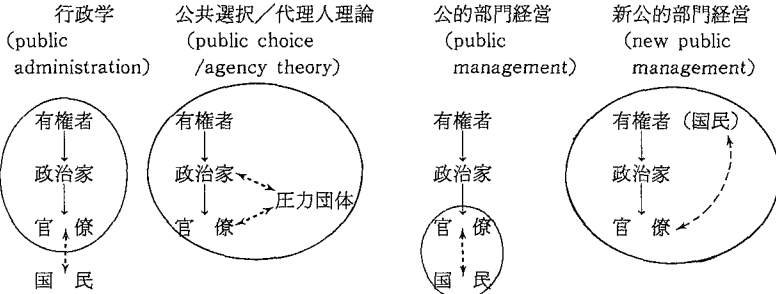 行政学
(public
administration)
有権者
政治家
官 僚
国 民
公共選択／代理人理論
(public choice
/agency theory)
有権者
政治家
圧力団体
官 僚
公的部門経営
(public
management)
有権者
政治家
官 僚
国 民
新公的部門経営
(new public
management)
有権者 (国民)
政治家
官 僚